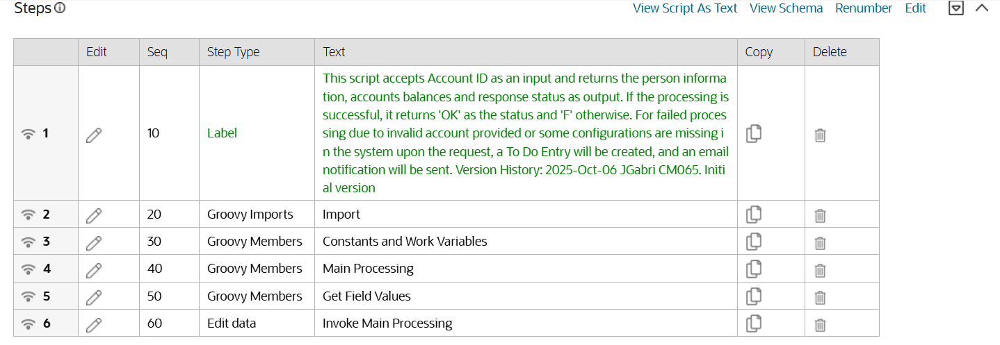 Steps
View Script As Text View Schema Renumber Edit
Edit Seq Step Type Text Copy Delete
This script accepts Account ID as an input and returns the person informa
tion, accounts balances and response status as output. If the processing is
successful, it returns 'OK' as the status and 'F' otherwise. For failed proces
sing due to invalid account provided or some configurations are missing i
1 10 Label
n the system upon the request, a To Do Entry will be created, and an email
notification will be sent. Version History: 2025-Oct-06 JGabri CM065. Initi
al version
2 20 Groovy Imports Import
3 30 Groovy Members Constants and Work Variables
4 40 Groovy Members Main Processing
5 50 Groovy Members Get Field Values
6 60 Edit data Invoke Main Processing